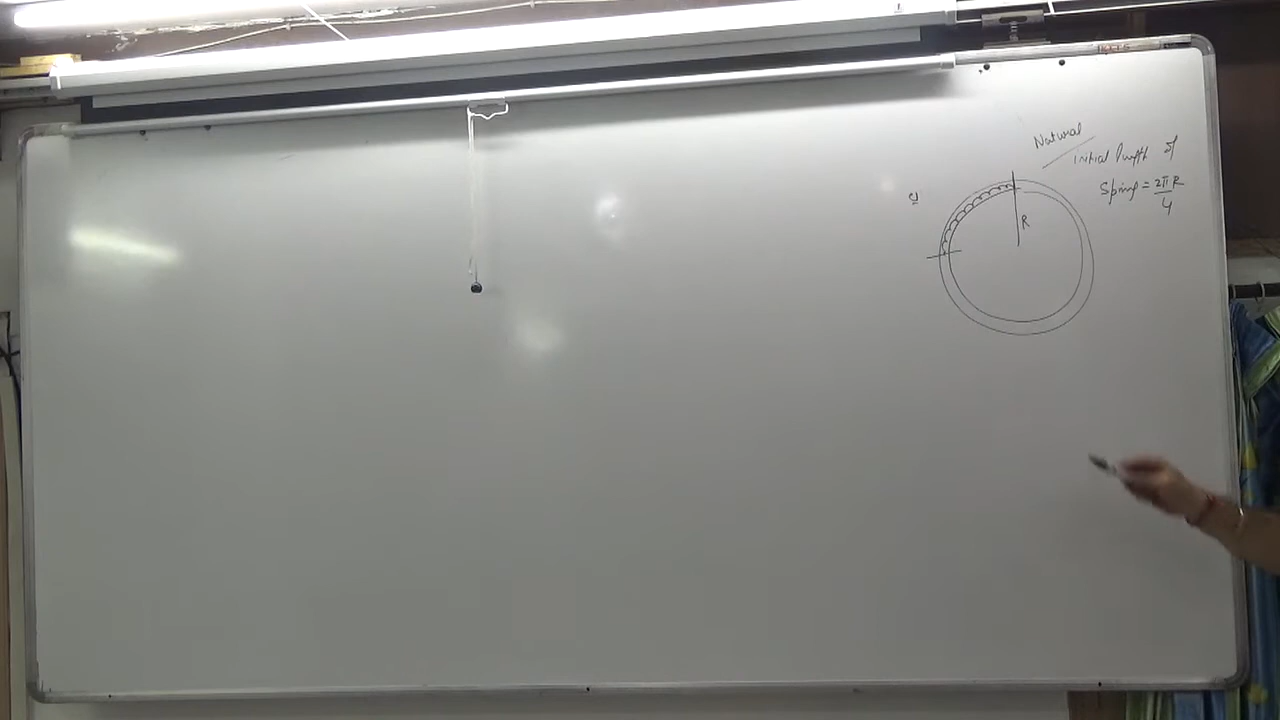 Natural
Initial length of
Spring = 2πR/4
Q
R